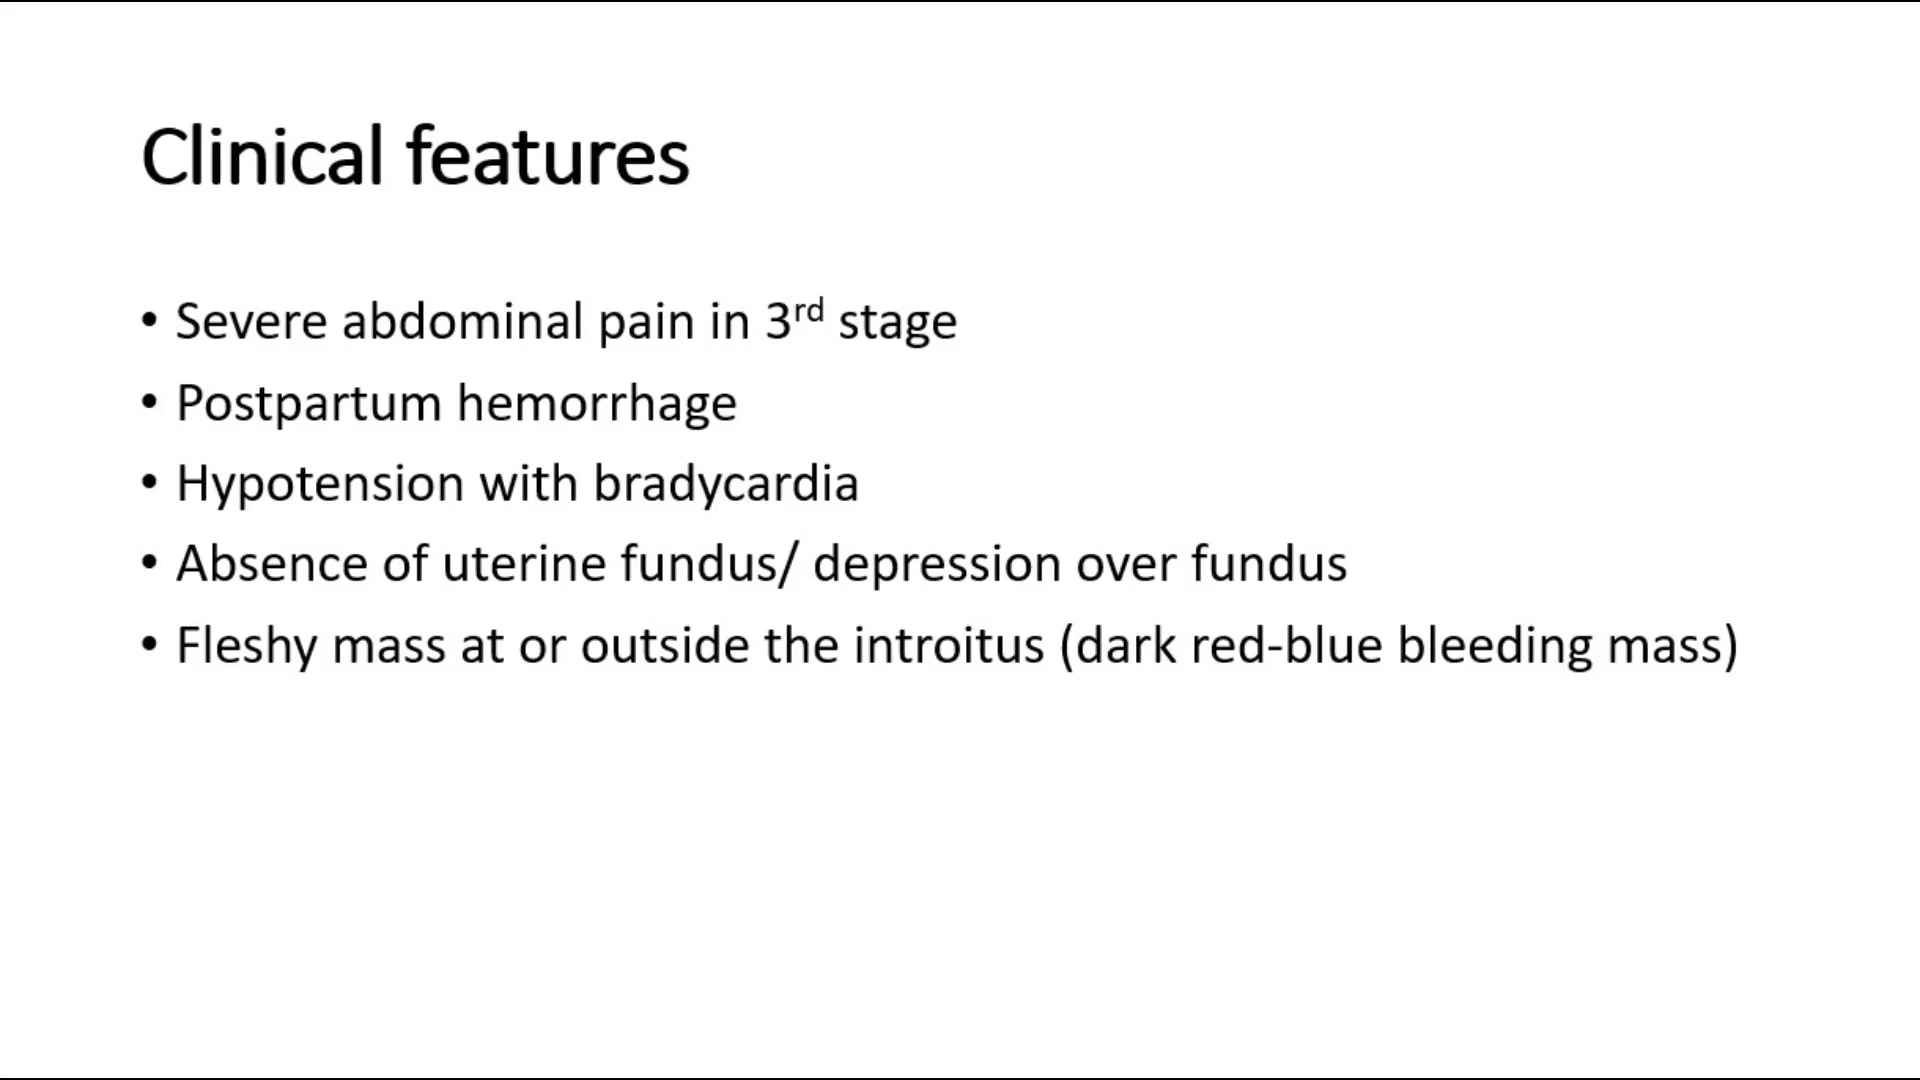 Clinical features
• Severe abdominal pain in 3rd stage
• Postpartum hemorrhage
• Hypotension with bradycardia
• Absence of uterine fundus/ depression over fundus
• Fleshy mass at or outside the introitus (dark red-blue bleeding mass)